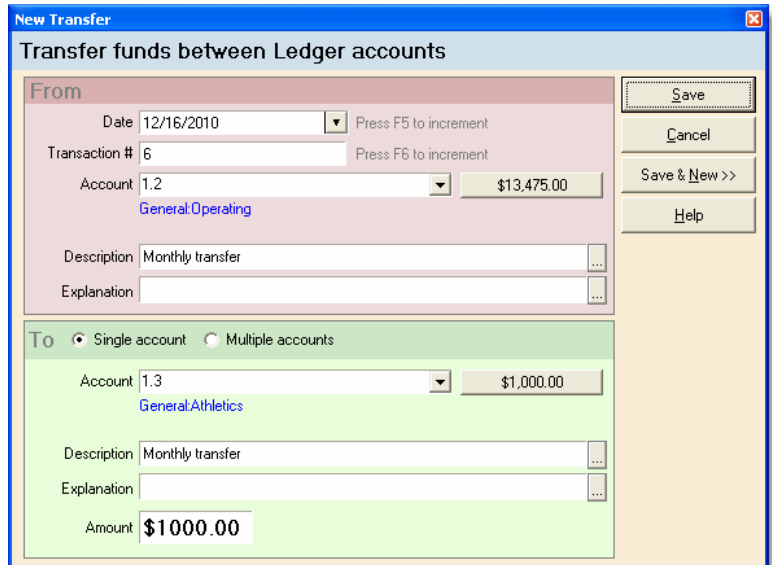 New Transfer
Transfer funds between Ledger accounts
From
Date 12/16/2010 Press F5 to increment
Transaction # 6 Press F6 to increment
Account 1.2 $13,475.00
General:Operating
Description Monthly transfer ...
Explanation ...
To Single account Multiple accounts
Account 1.3 $1,000.00
General:Athletics
Description Monthly transfer ...
Explanation ...
Amount $1000.00
Save
Cancel
Save & New >>
Help